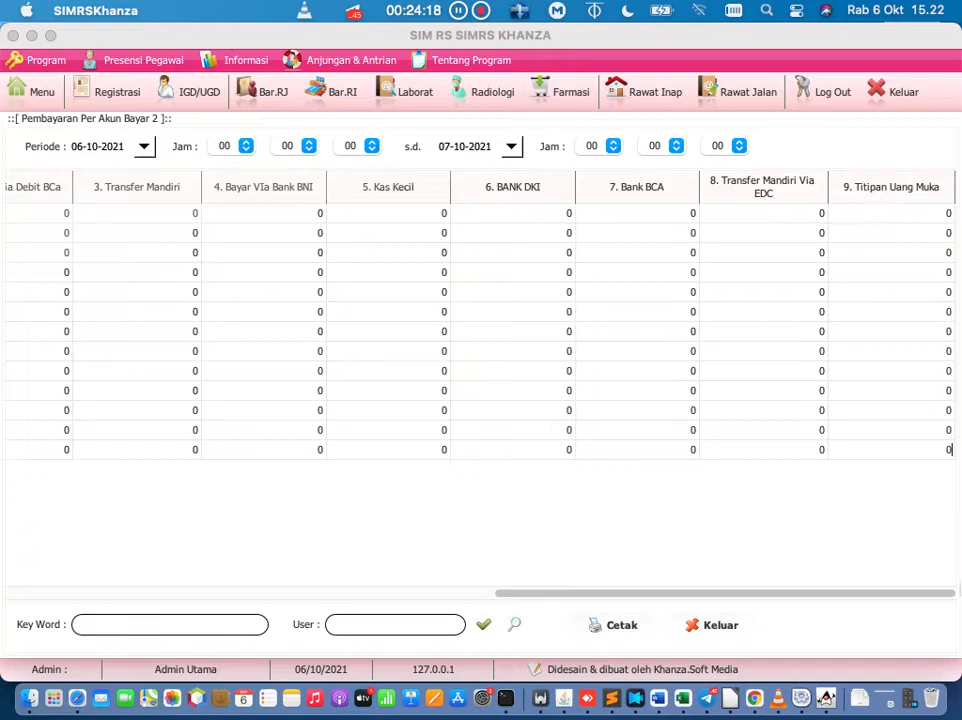 SIMRSKhanza 45 00:24:18 Rab 6 Okt 15.22
SIM RS SIMRS KHANZA
Program Presensi Pegawai Informasi Anjungan & Antrian Tentang Program
Menu Registrasi IGD/UGD Bar.RJ Bar.RI Laborat Radiologi Farmasi Rawat Inap Rawat Jalan Log Out Keluar
::[ Pembayaran Per Akun Bayar 2 ]::
Periode : 06-10-2021 Jam : 00 00 00 s.d. 07-10-2021 Jam : 00 00 00
ia Debit BCa 3. Transfer Mandiri 4. Bayar VIa Bank BNI 5. Kas Kecil 6. BANK DKI 7. Bank BCA 8. Transfer Mandiri Via EDC 9. Titipan Uang Muka
0 0 0 0 0 0 0 0
0 0 0 0 0 0 0 0
0 0 0 0 0 0 0 0
0 0 0 0 0 0 0 0
0 0 0 0 0 0 0 0
0 0 0 0 0 0 0 0
0 0 0 0 0 0 0 0
0 0 0 0 0 0 0 0
0 0 0 0 0 0 0 0
0 0 0 0 0 0 0 0
0 0 0 0 0 0 0 0
0 0 0 0 0 0 0 0
0 0 0 0 0 0 0 0
Key Word : User : Cetak Keluar
Admin : Admin Utama 06/10/2021 127.0.0.1 Didesain & dibuat oleh Khanza.Soft Media